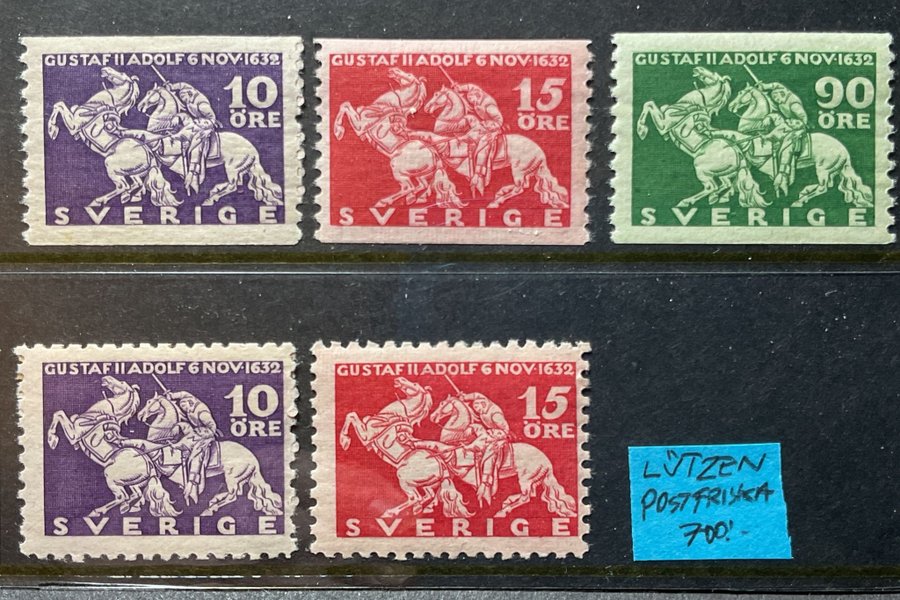 GUSTAF II ADOLF 6 NOV·1632
10
ÖRE
SVERIGE
GUSTAF II ADOLF 6 NOV·1632
15
ÖRE
SVERIGE
GUSTAF II ADOLF 6 NOV·1632
90
ÖRE
SVERIGE
GUSTAF II ADOLF 6 NOV·1632
10
ÖRE
SVERIGE
GUSTAF II ADOLF 6 NOV·1632
15
ÖRE
SVERIGE
LÜTZEN
POSTFRISKA
700:-